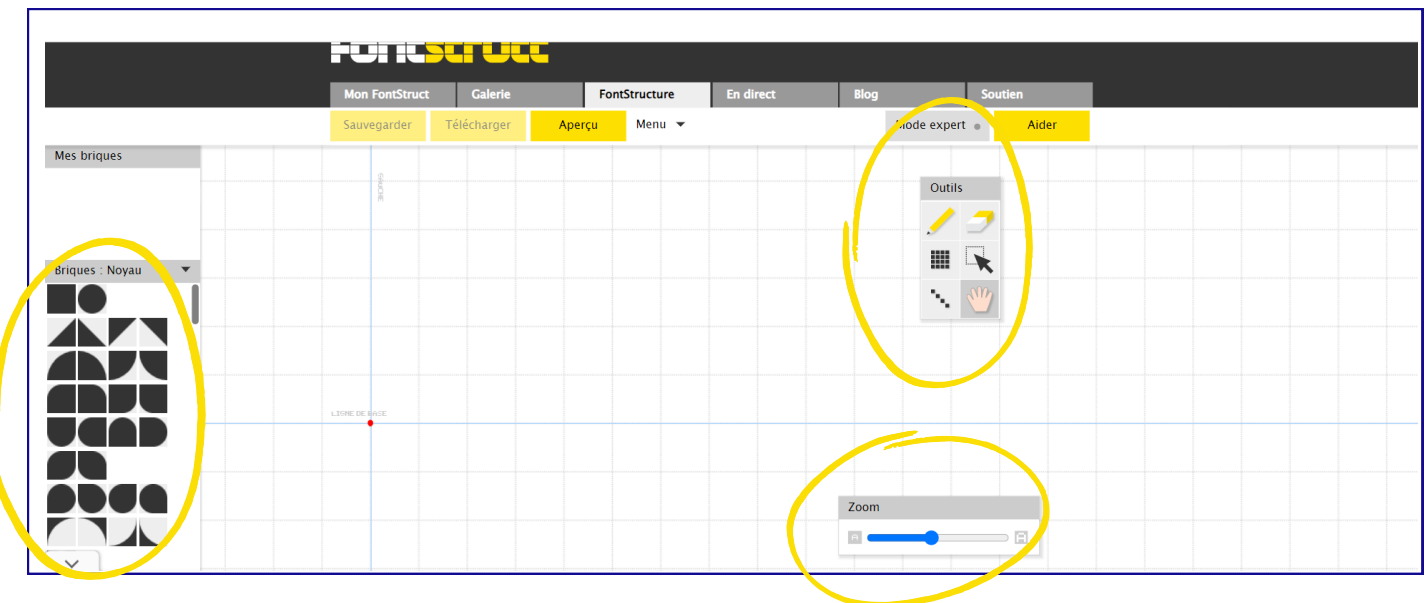 Fontstruct
Mon FontStruct Galerie FontStructure En direct Blog Soutien
Sauvegarder Télécharger Aperçu Menu Mode expert Aider
Mes briques
GAUCHE
Outils
Briques : Noyau
LIVRE DE BASE
Zoom
A A